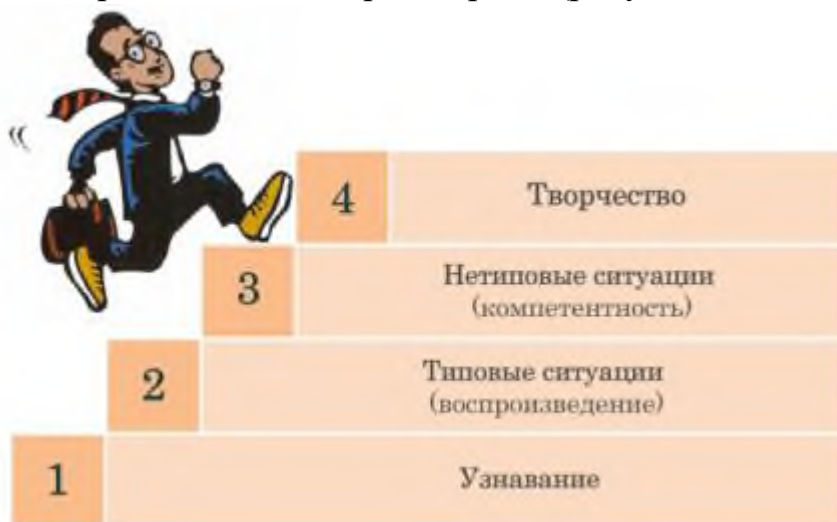 4
Творчество
3
Нетиповые ситуации
(компетентность)
2
Типовые ситуации
(воспроизведение)
1
Узнавание